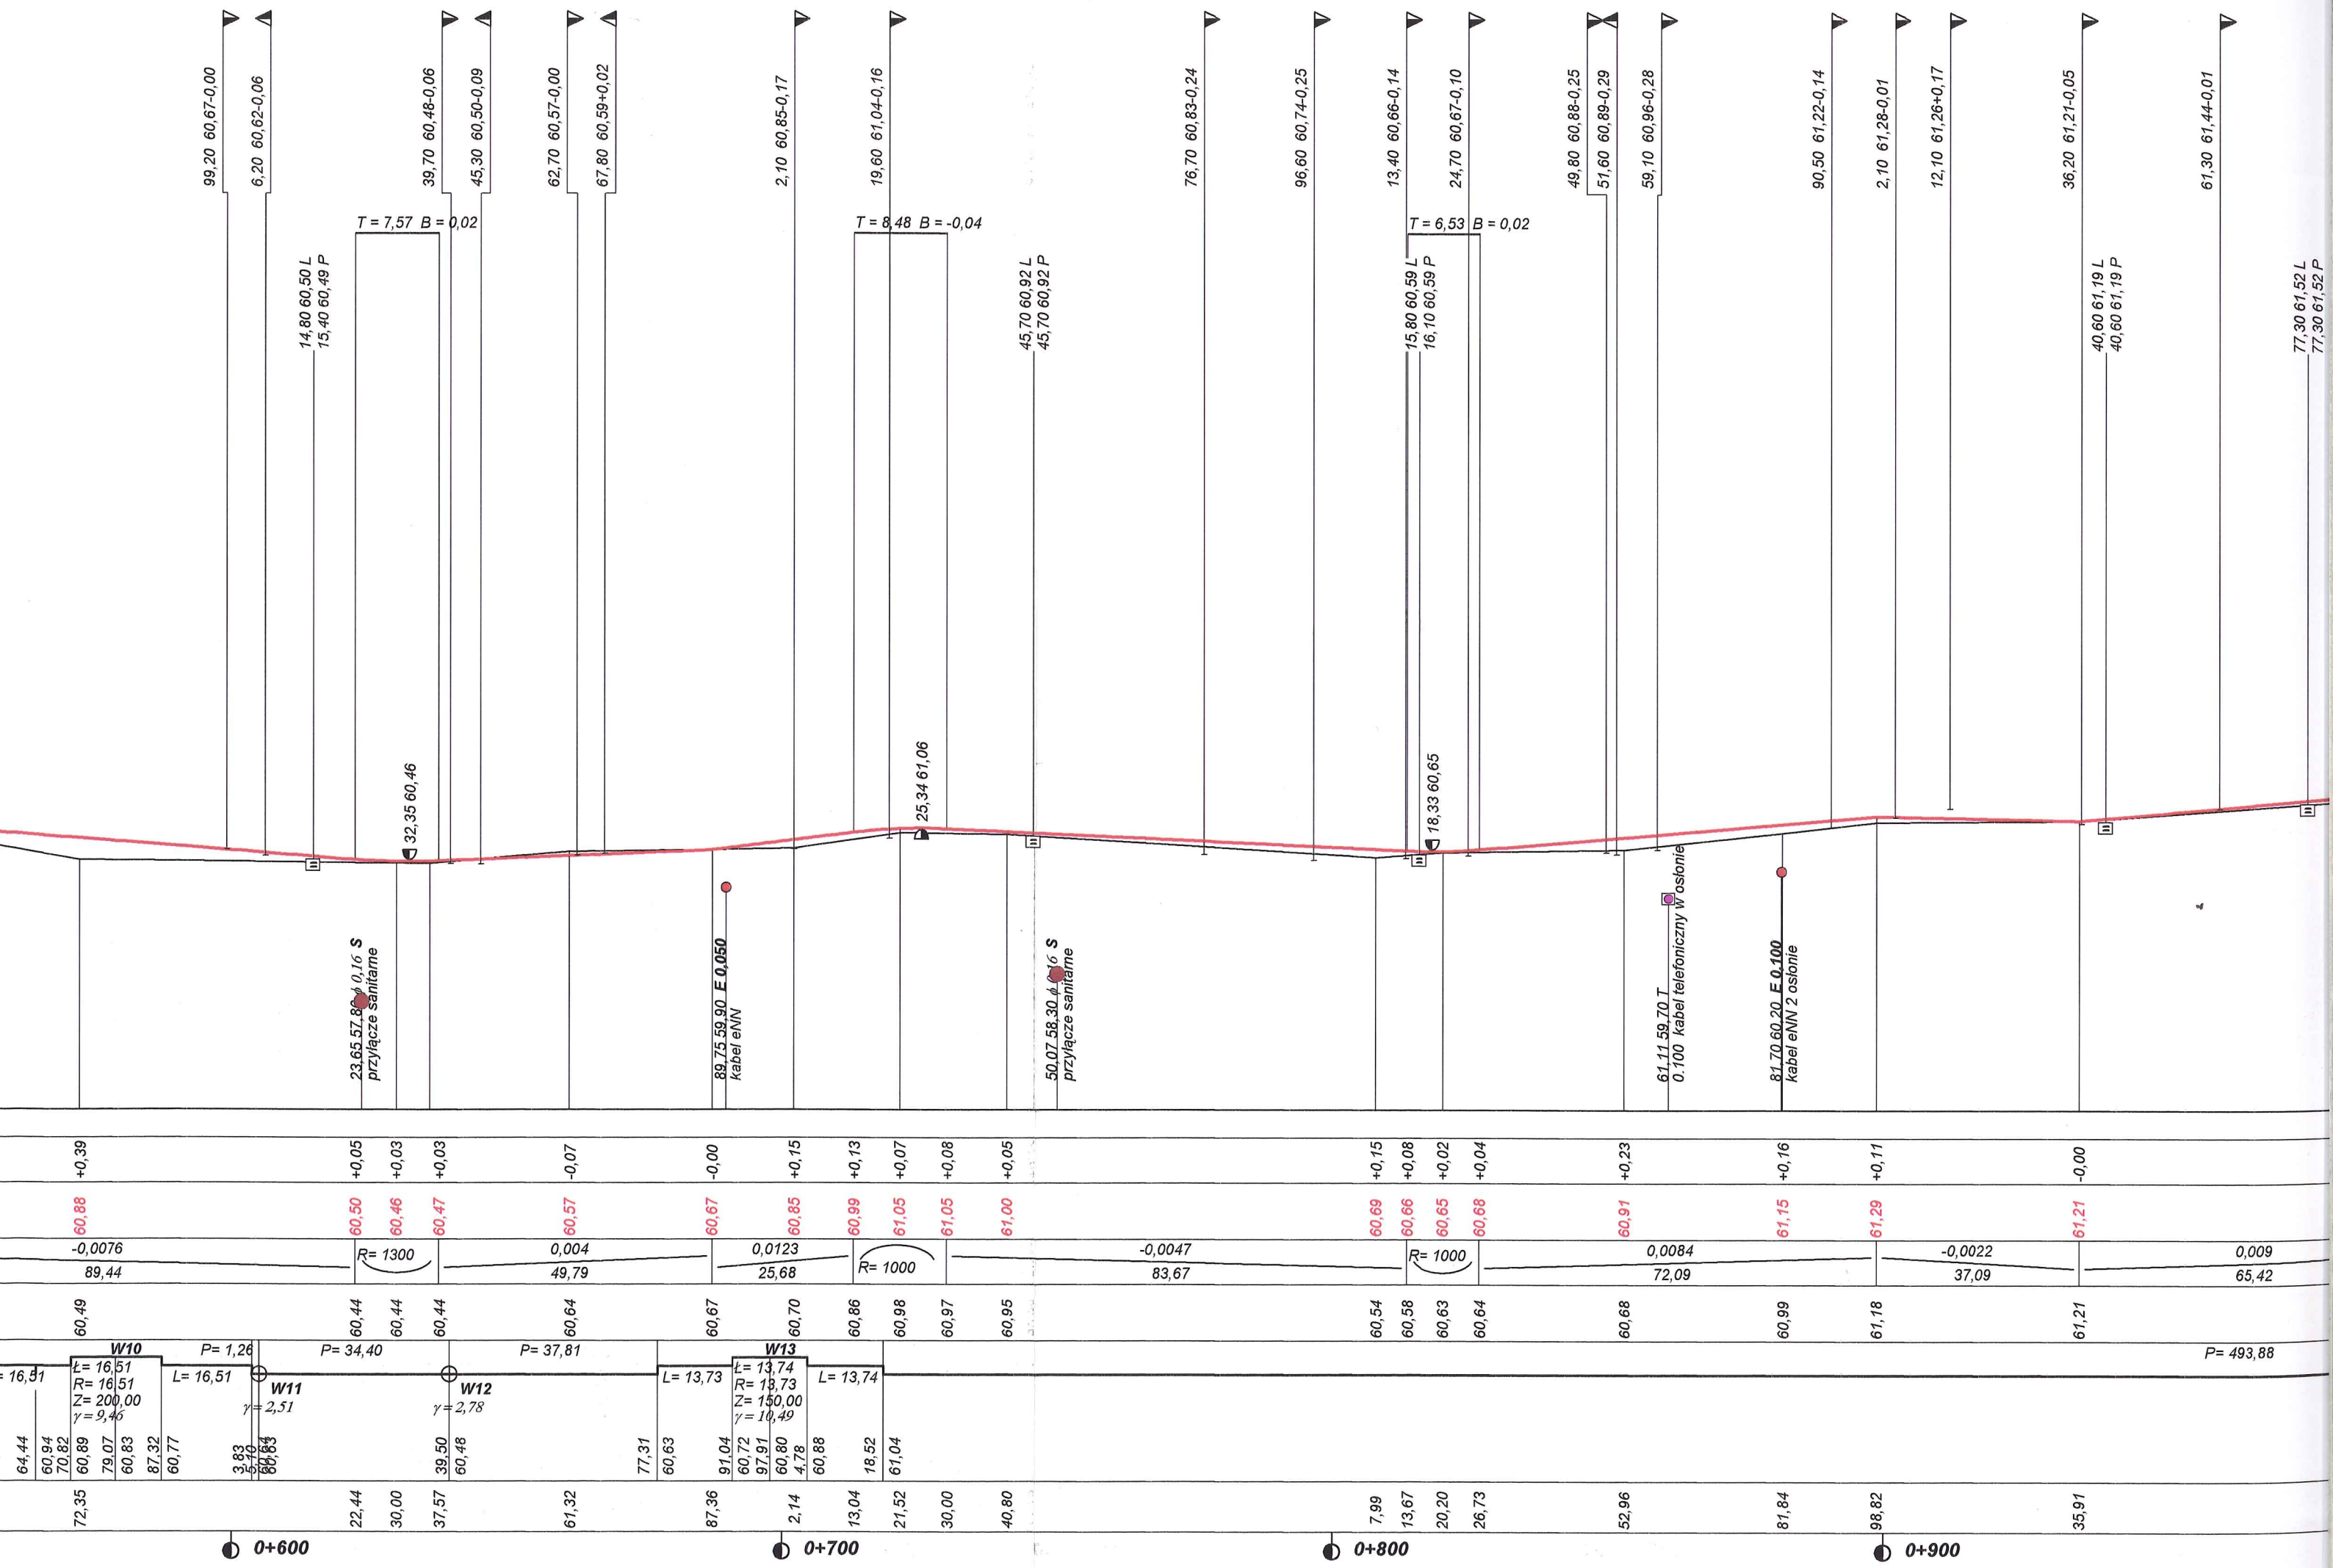 99,20 60,67-0,00
6,20 60,62-0,06
39,70 60,48-0,06
45,30 60,50-0,09
62,70 60,57-0,00
67,80 60,59+0,02
2,10 60,85-0,17
19,60 61,04-0,16
76,70 60,83-0,24
96,60 60,74-0,25
13,40 60,66-0,14
24,70 60,67-0,10
49,80 60,88-0,25
51,60 60,89-0,29
59,10 60,96-0,28
90,50 61,22-0,14
2,10 61,28-0,01
12,10 61,26+0,17
36,20 61,21-0,05
61,30 61,44-0,01
T = 7,57 B = 0,02
T = 8,48 B = -0,04
T = 6,53 B = 0,02
14,80 60,50 L
15,40 60,49 P
45,70 60,92 L
45,70 60,92 P
15,80 60,59 L
16,10 60,59 P
40,60 61,19 L
40,60 61,19 P
77,30 61,52 L
77,30 61,52 P
32,35 60,46
25,34 61,06
18,33 60,65
23,65 57,80 ϕ 0,16 S
przyłącze sanitarne
89,75 59,90 E 0,050
kabel eNN
50,07 58,30 ϕ 0,16 S
przyłącze sanitarne
61,11 59,70 T
0.100 kabel telefoniczny w osłonie
81,70 60,20 E 0,100
kabel eNN 2 osłonie
+0,39 +0,05 +0,03 +0,03 -0,07 -0,00 +0,15 +0,13 +0,07 +0,08 +0,05 +0,15 +0,08 +0,02 +0,04 +0,23 +0,16 +0,11 -0,00
60,88 60,50 60,46 60,47 60,57 60,67 60,85 60,99 61,05 61,05 61,00 60,69 60,66 60,65 60,68 60,91 61,15 61,29 61,21
-0,0076 R= 1300 0,004 0,0123 R= 1000 -0,0047 R= 1000 0,0084 -0,0022 0,009
89,44 49,79 25,68 83,67 72,09 37,09 65,42
60,49 60,44 60,44 60,44 60,64 60,67 60,70 60,86 60,98 60,97 60,95 60,54 60,58 60,63 60,64 60,68 60,99 61,18 61,21
W10 P= 1,26 P= 34,40 P= 37,81 W13 P= 493,88
= 16,51
Ł= 16,51
R= 16,51
Z= 200,00
γ = 9,46
L= 16,51
W11
γ = 2,51
W12
γ = 2,78
L= 13,73
Ł= 13,74
R= 13,73
Z= 150,00
γ = 10,49
L= 13,74
64,44 60,94 70,82 60,89 79,07 60,83 87,32 60,77 3,83 5,10 60,63 39,50 60,48 77,31 60,63 91,04 60,72 97,91 60,80 4,78 60,88 18,52 61,04
72,35 22,44 30,00 37,57 61,32 87,36 2,14 13,04 21,52 30,00 40,80 7,99 13,67 20,20 26,73 52,96 81,84 98,82 35,91
0+600 0+700 0+800 0+900